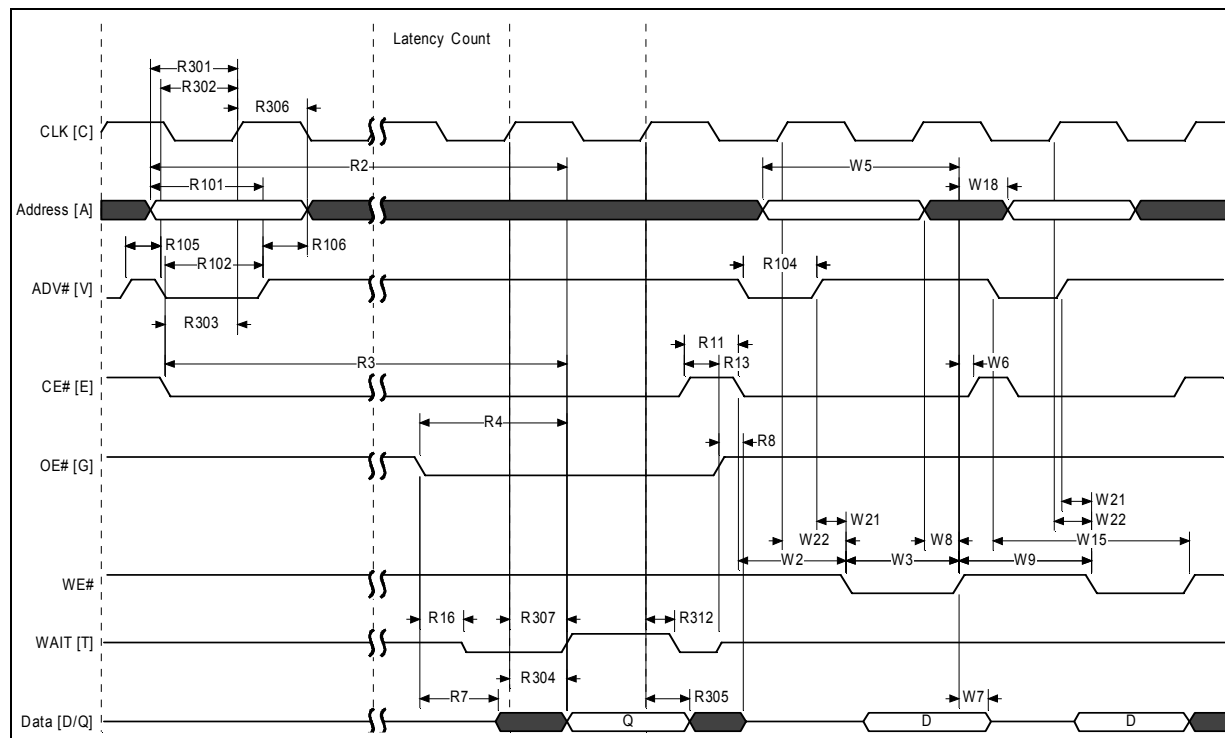 Latency Count
R301
R302
R306
CLK [C]
R2
W5
R101
W18
Address [A]
R105
R106
R102
R104
ADV# [V]
R303
R11
R3
R13
W6
CE# [E]
R4
R8
OE# [G]
W21
W21
W22
W22
W8
W15
W2
W3
W9
WE#
R16
R307
R312
WAIT [T]
R304
R7
R305
W7
Data [D/Q]
Q
D
D